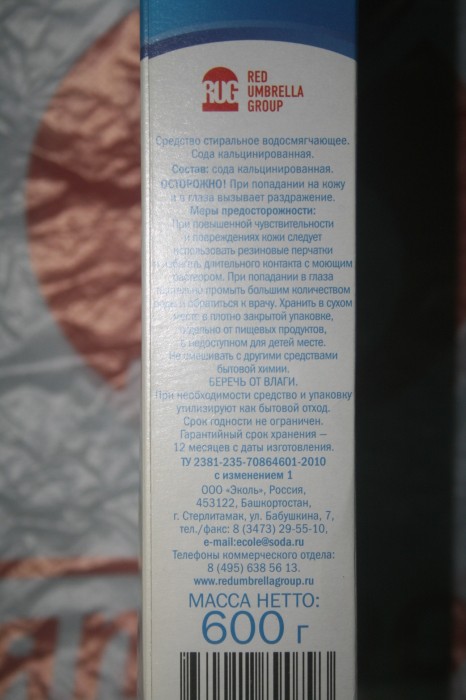 RUG
RED
UMBRELLA
GROUP
Средство стиральное водосмягчающее.
Сода кальцинированная.
Состав: сода кальцинированная.
ОСТОРОЖНО! При попадании на кожу
и в глаза вызывает раздражение.
Меры предосторожности:
При повышенной чувствительности
и повреждениях кожи следует
использовать резиновые перчатки
длительного контакта с моющим
раствором. При попадании в глаза
промыть большим количеством
и обратиться к врачу. Хранить в сухом
месте в плотно закрытой упаковке,
отдельно от пищевых продуктов,
в недоступном для детей месте.
Не смешивать с другими средствами
бытовой химии.
БЕРЕЧЬ ОТ ВЛАГИ.
При необходимости средство и упаковку
утилизируют как бытовой отход.
Срок годности не ограничен.
Гарантийный срок хранения —
12 месяцев с даты изготовления.
ТУ 2381-235-70864601-2010
с изменением 1
ООО «Эколь», Россия,
453122, Башкортостан,
г. Стерлитамак, ул. Бабушкина, 7,
тел./факс: 8 (3473) 29-55-10,
e-mail:ecole@soda.ru
Телефоны коммерческого отдела:
8 (495) 638 56 13.
www.redumbrellagroup.ru
МАССА НЕТТО:
600 г